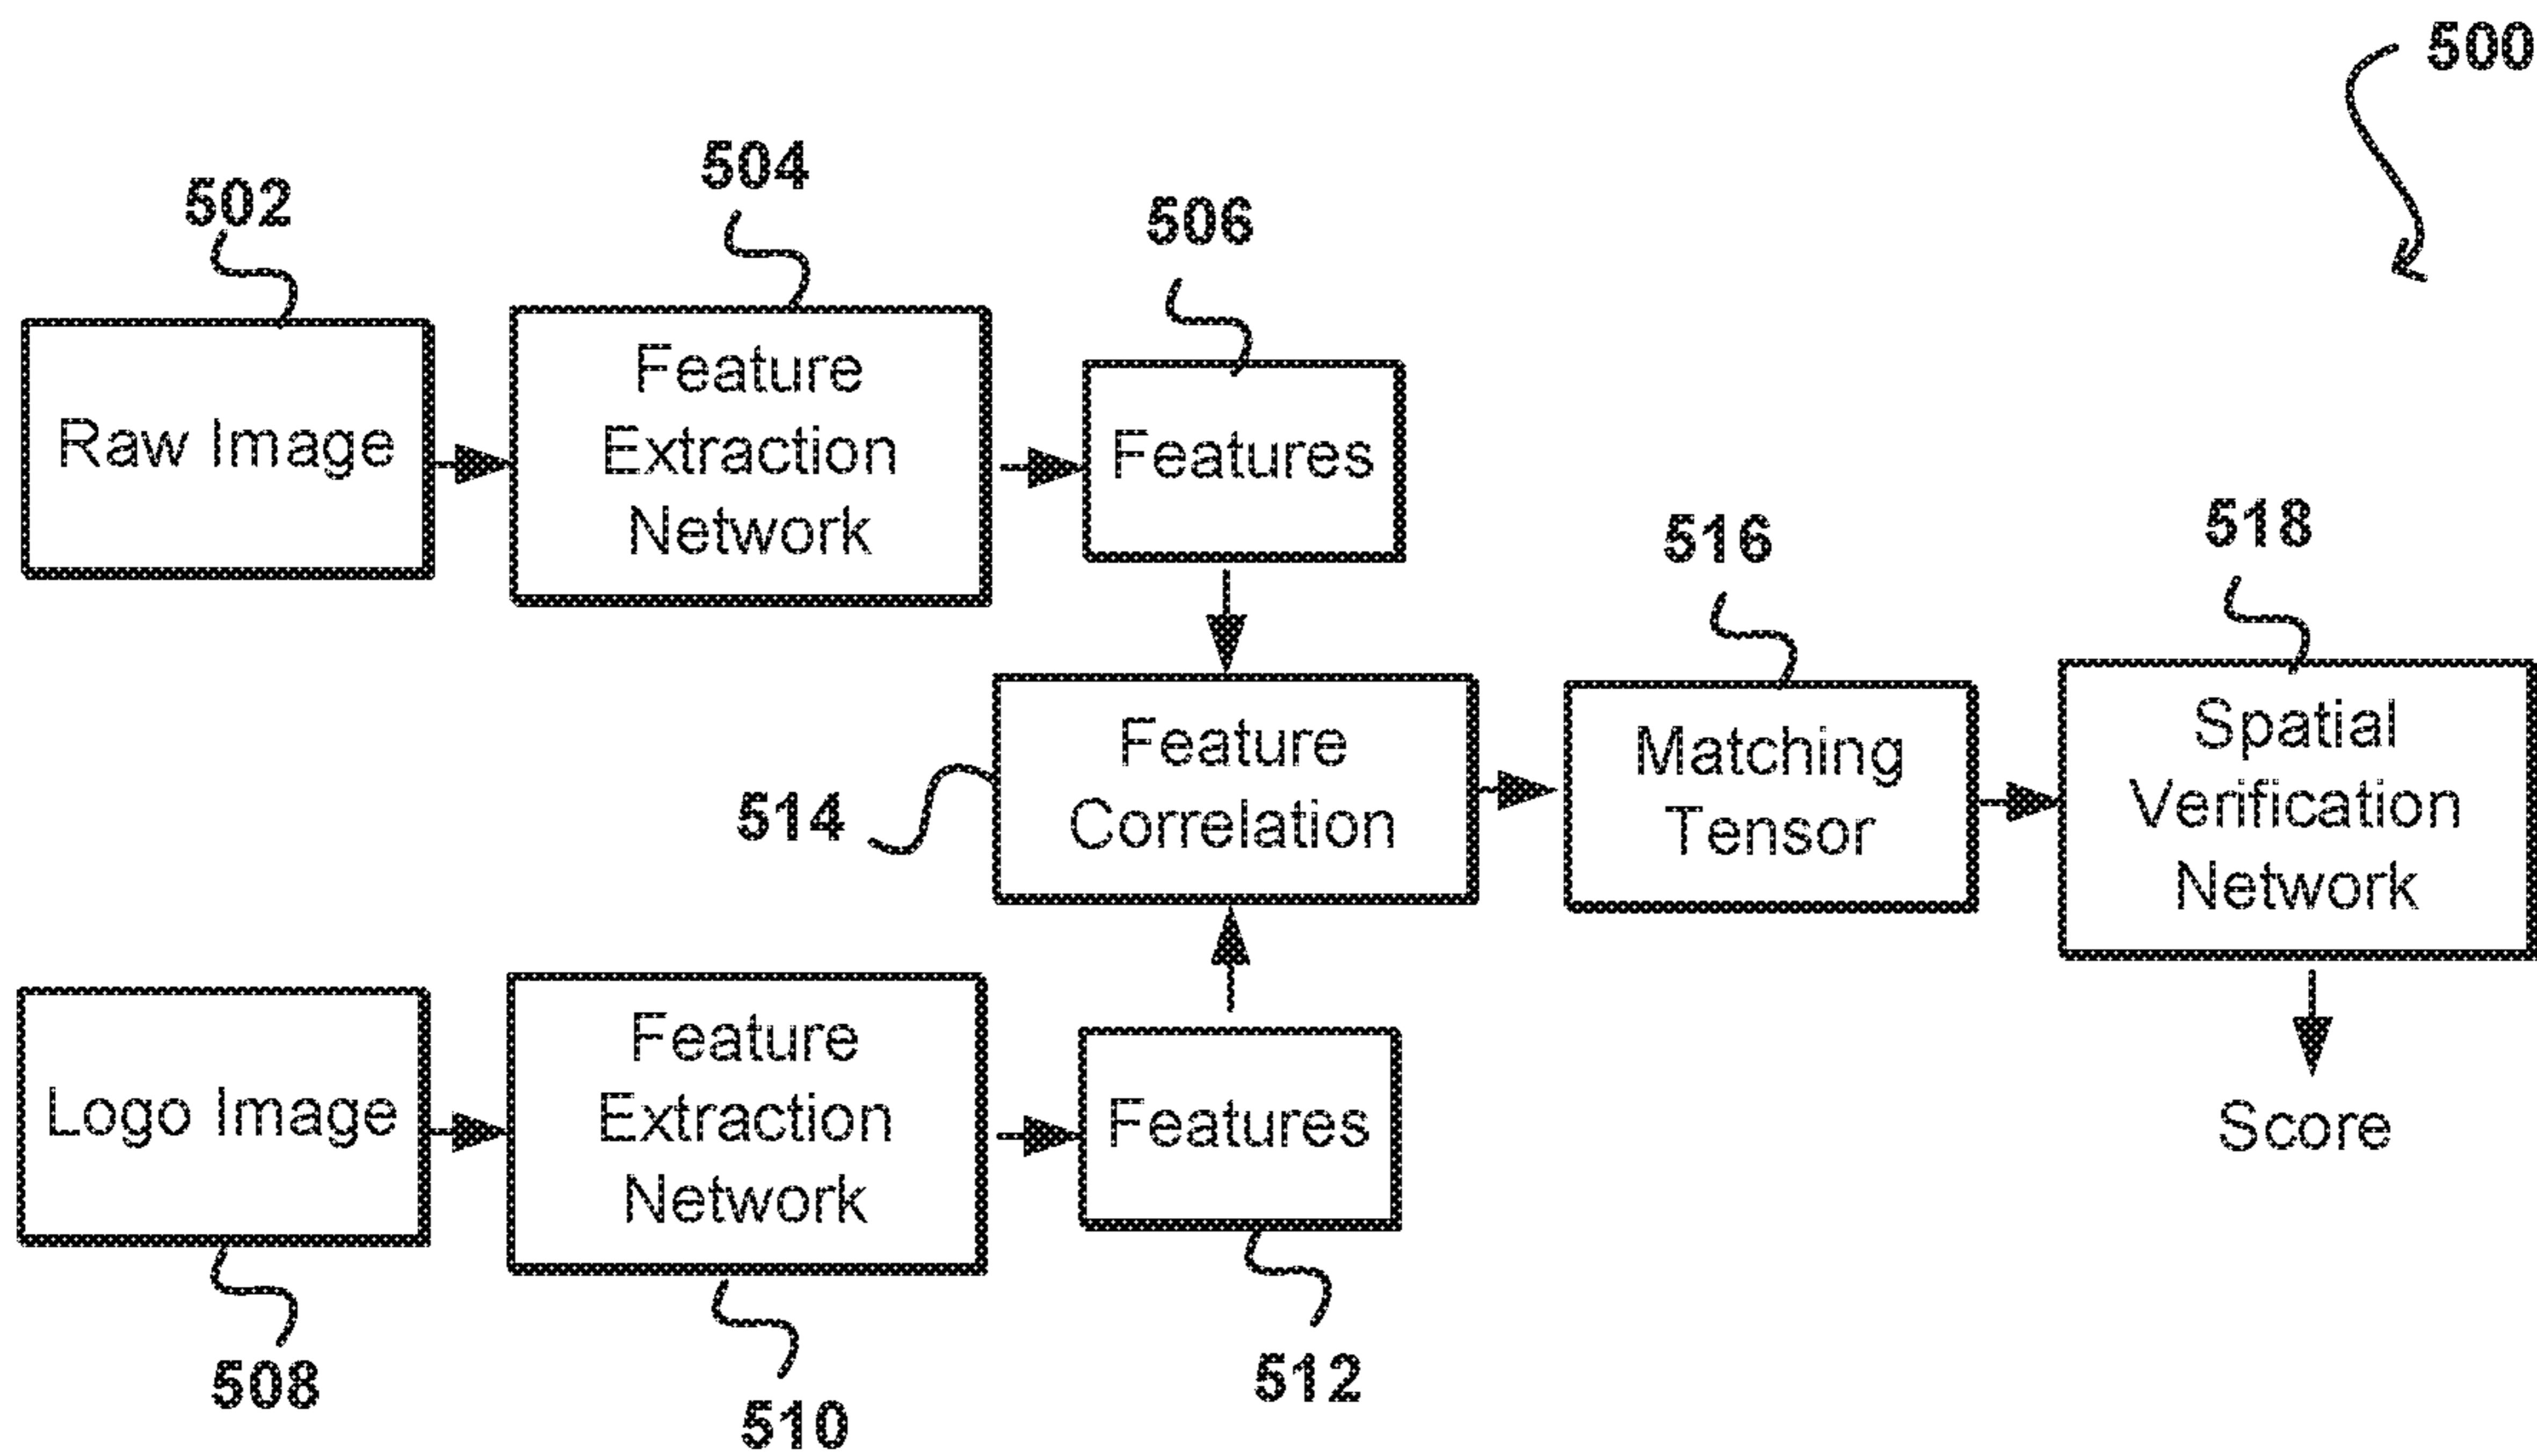 500
502
504
506
Raw Image
Feature
Extraction
Network
Features
516
518
514
Feature
Correlation
Matching
Tensor
Spatial
Verification
Network
Logo Image
Feature
Extraction
Network
Features
Score
508
510
512